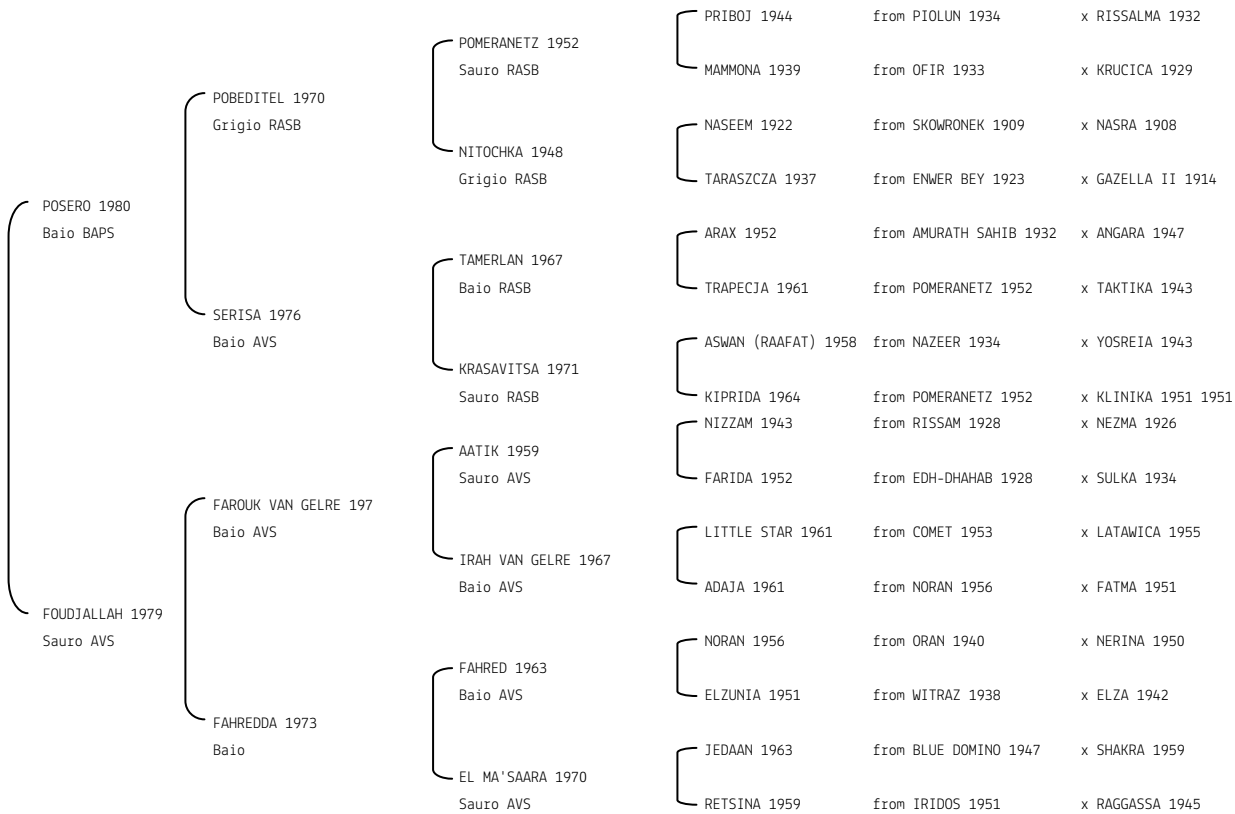 PRIBOJ 1944 from PIOLUN 1934 x RISSALMA 1932
POMERANETZ 1952
Sauro RASB
MAMMONA 1939 from OFIR 1933 x KRUCICA 1929
POBEDITEL 1970
Grigio RASB
NASEEM 1922 from SKOWRONEK 1909 x NASRA 1908
NITOCHKA 1948
Grigio RASB
TARASZCZA 1937 from ENWER BEY 1923 x GAZELLA II 1914
POSERO 1980
Baio BAPS
ARAX 1952 from AMURATH SAHIB 1932 x ANGARA 1947
TAMERLAN 1967
Baio RASB
TRAPECJA 1961 from POMERANETZ 1952 x TAKTIKA 1943
SERISA 1976
Baio AVS
ASWAN (RAAFAT) 1958 from NAZEER 1934 x YOSREIA 1943
KRASAVITSA 1971
Sauro RASB
KIPRIDA 1964 from POMERANETZ 1952 x KLINIKA 1951 1951
NIZZAM 1943 from RISSAM 1928 x NEZMA 1926
AATIK 1959
Sauro AVS
FARIDA 1952 from EDH-DHAHAB 1928 x SULKA 1934
FAROUK VAN GELRE 197
Baio AVS
LITTLE STAR 1961 from COMET 1953 x LATAWICA 1955
IRAH VAN GELRE 1967
Baio AVS
ADAJA 1961 from NORAN 1956 x FATMA 1951
FOUDJALLAH 1979
Sauro AVS
NORAN 1956 from ORAN 1940 x NERINA 1950
FAHRED 1963
Baio AVS
ELZUNIA 1951 from WITRAZ 1938 x ELZA 1942
FAHREDDA 1973
Baio
JEDAAN 1963 from BLUE DOMINO 1947 x SHAKRA 1959
EL MA'SAARA 1970
Sauro AVS
RETSINA 1959 from IRIDOS 1951 x RAGGASSA 1945